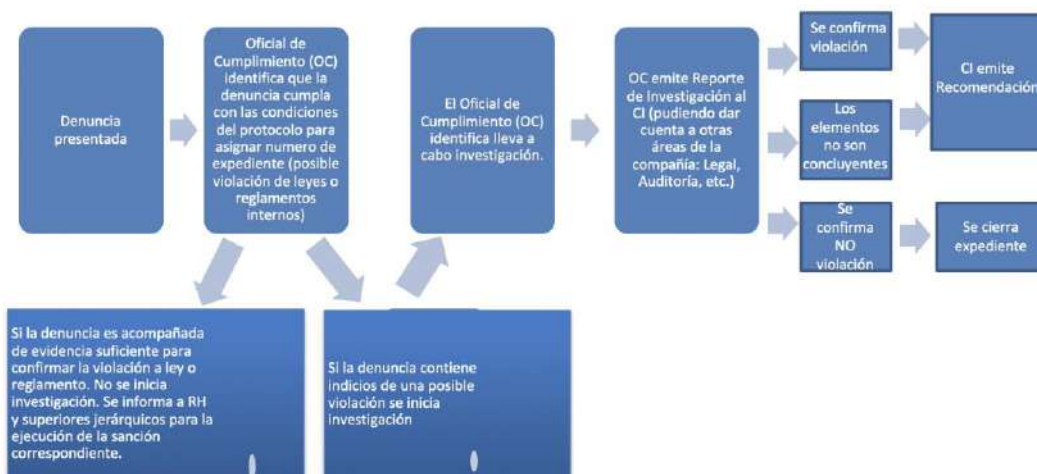 Denuncia
presentada
Oficial de
Cumplimiento (OC)
identifica que la
denuncia cumpla
con las condiciones
del protocolo para
asignar numero de
expediente (posible
violación de leyes o
reglamentos
internos)
El Oficial de
Cumplimiento (OC)
identifica lleva a
cabo investigación.
OC emite Reporte
de Investigación al
CI (pudiendo dar
cuenta a otras
áreas de la
compañía: Legal,
Auditoría, etc.)
Se confirma
violación
Los
elementos
no son
concluyentes
Se
confirma
NO
violación
CI emite
Recomendación
Se cierra
expediente
Si la denuncia es acompañada
de evidencia suficiente para
confirmar la violación a ley o
reglamento. No se inicia
investigación. Se informa a RH
y superiores jerárquicos para la
ejecución de la sanción
correspondiente.
Si la denuncia contiene
indicios de una posible
violación se inicia
investigación